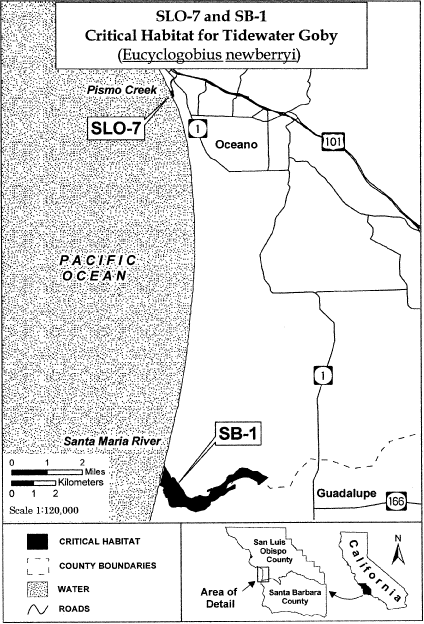 SLO-7 and SB-1
Critical Habitat for Tidewater Goby
(Eucyclogobius newberryi)
Pismo Creek
SLO-7
1
Oceano
101
PACIFIC
OCEAN
1
Santa Maria River
SB-1
0 1 2
Miles
Kilometers
0 1 2
Scale 1:120,000
Guadalupe
166
CRITICAL HABITAT
COUNTY BOUNDARIES
WATER
ROADS
San Luis
Obispo
County
Area of
Detail
Santa Barbara
County
California
N